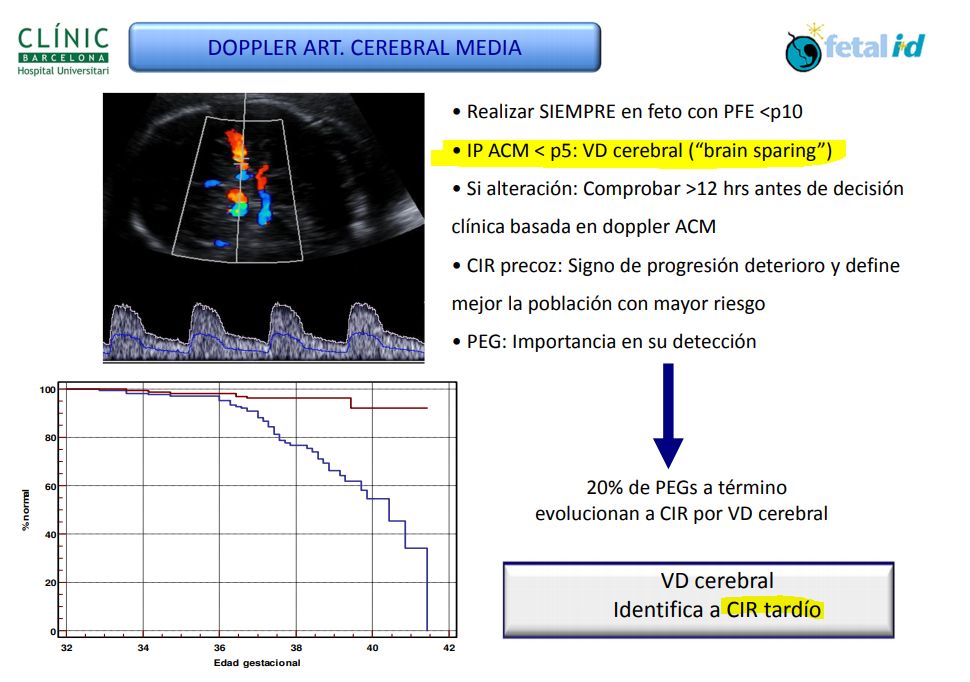 CLÍNIC
BARCELONA
Hospital Universitari
DOPPLER ART. CEREBRAL MEDIA
fetal id
• Realizar SIEMPRE en feto con PFE <p10
• IP ACM < p5: VD cerebral (“brain sparing”)
• Si alteración: Comprobar >12 hrs antes de decisión
clínica basada en doppler ACM
• CIR precoz: Signo de progresión deterioro y define
mejor la población con mayor riesgo
• PEG: Importancia en su detección
20% de PEGs a término
evolucionan a CIR por VD cerebral
VD cerebral
Identifica a CIR tardío
%normal
100
80
60
40
20
0
32 34 36 38 40 42
Edad gestacional